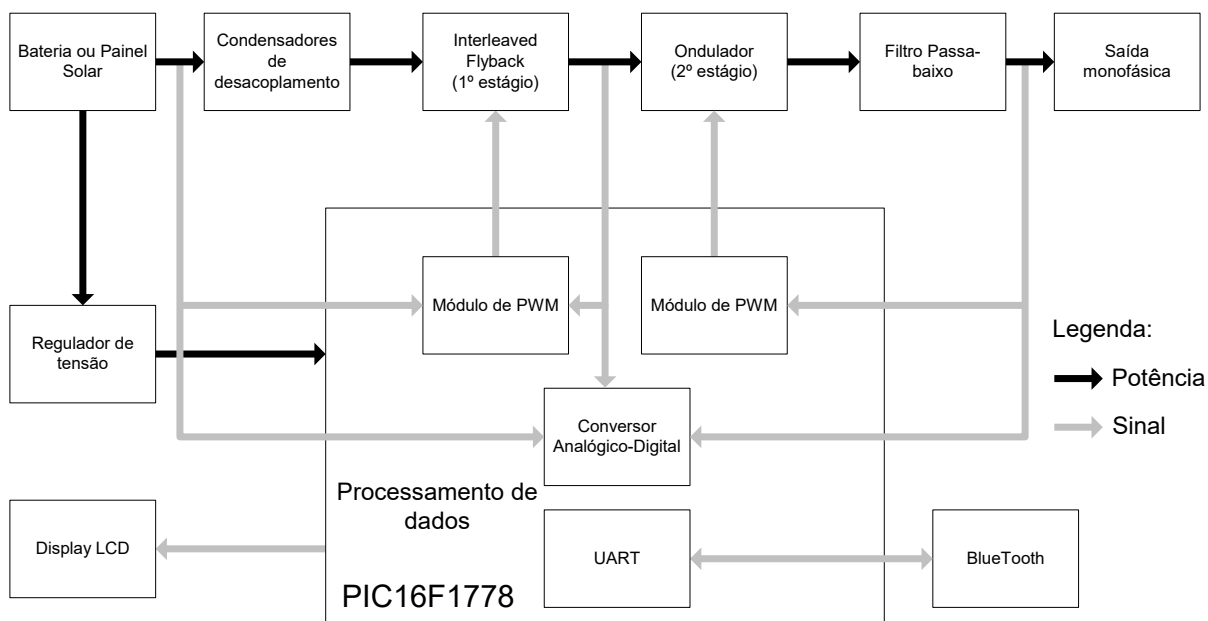 Bateria ou Painel
Solar
Condensadores
de
desacoplamento
Interleaved
Flyback
(1º estágio)
Ondulador
(2º estágio)
Filtro Passa-
baixo
Saída
monofásica
Módulo de PWM
Módulo de PWM
Regulador de
tensão
Legenda:
Potência
Sinal
Conversor
Analógico-Digital
Processamento de
dados
Display LCD
UART
BlueTooth
PIC16F1778